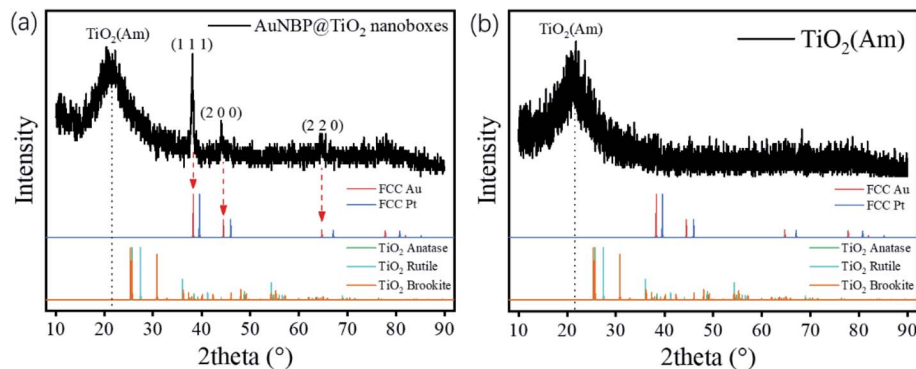 (a)
TiO₂(Am)
AuNBP@TiO₂ nanoboxes
(1 1 1)
(2 0 0)
(2 2 0)
Intensity
FCC Au
FCC Pt
TiO₂ Anatase
TiO₂ Rutile
TiO₂ Brookite
10 20 30 40 50 60 70 80 90
2theta (°)
(b)
TiO₂(Am)
TiO₂(Am)
Intensity
FCC Au
FCC Pt
TiO₂ Anatase
TiO₂ Rutile
TiO₂ Brookite
10 20 30 40 50 60 70 80 90
2theta (°)